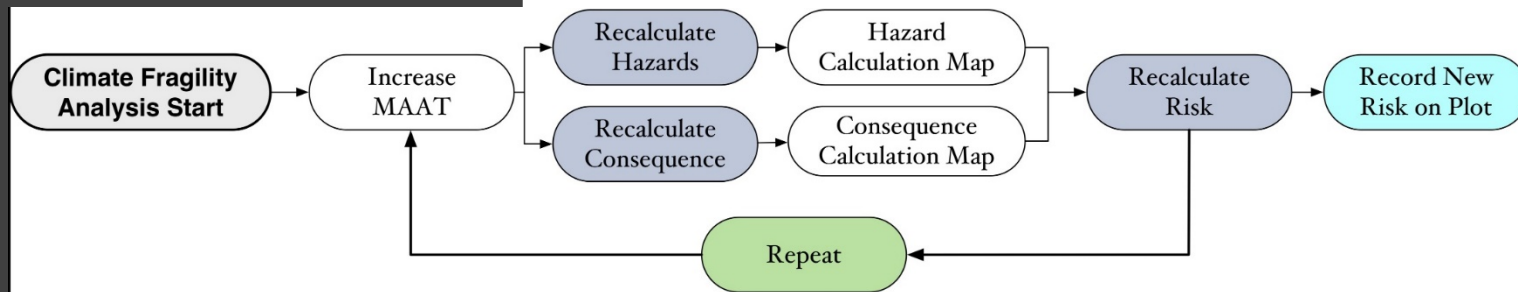 Climate Fragility
Analysis Start
Increase
MAAT
Recalculate
Hazards
Hazard
Calculation Map
Recalculate
Consequence
Consequence
Calculation Map
Recalculate
Risk
Record New
Risk on Plot
Repeat